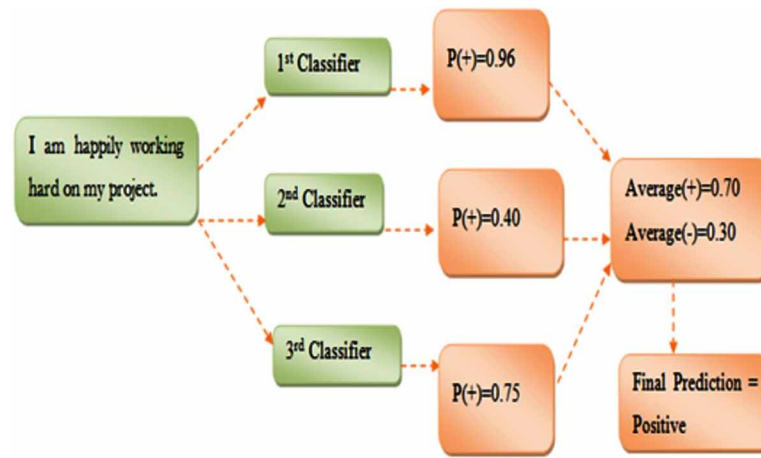 I am happily working
hard on my project.
1st Classifier
P(+)=0.96
2nd Classifier
P(+)=0.40
3rd Classifier
P(+)=0.75
Average(+)=0.70
Average(-)=0.30
Final Prediction =
Positive